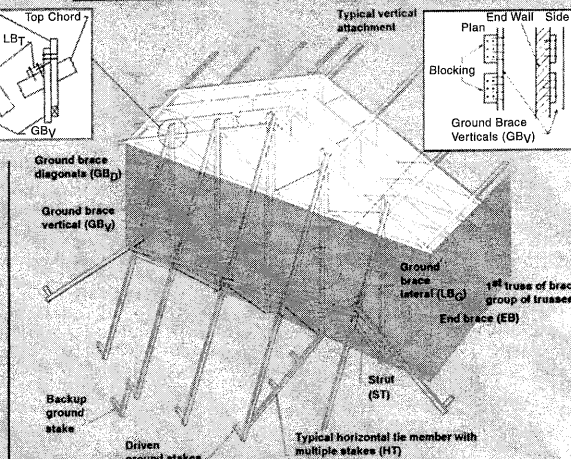 Top Chord
LBT
GBV
Typical vertical
attachment
End Wall Side
Plan
Blocking
Ground Brace
Verticals (GBV)
Ground brace
diagonals (GBD)
Ground brace
vertical (GBV)
Ground
brace
lateral (LBG)
1st truss of brac
group of trusses
End brace (EB)
Strut
(ST)
Backup
ground
stake
Driven
ground stakes
Typical horizontal tie member with
multiple stakes (HT)